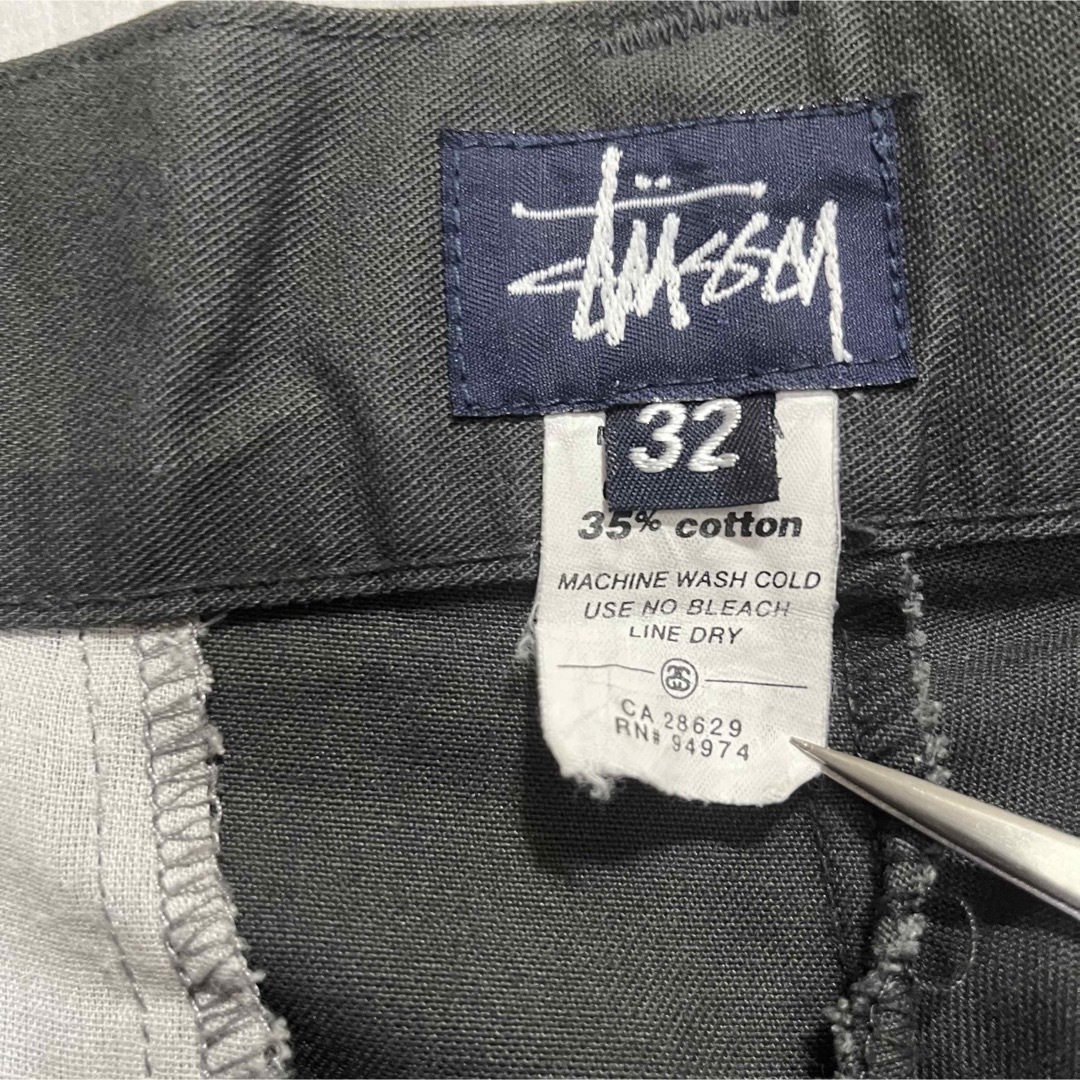 Stüssy
32
35% cotton
MACHINE WASH COLD
USE NO BLEACH
LINE DRY
CA 28629
RN# 94974